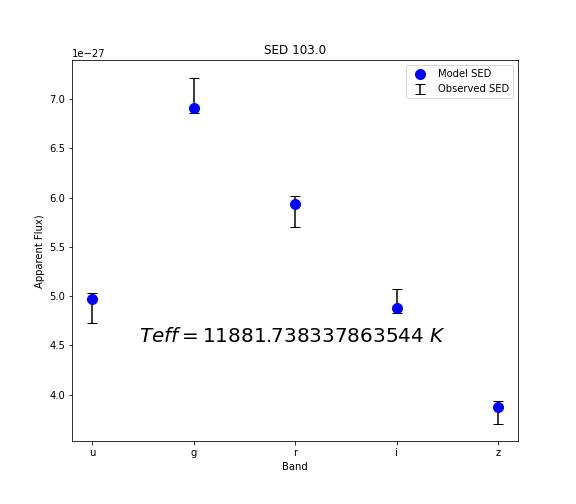 SED 103.0
1e−27
Model SED
Observed SED
7.0
6.5
6.0
5.5
5.0
4.5
4.0
Apparent Flux)
Teff = 11881.738337863544 K
u g r i z
Band